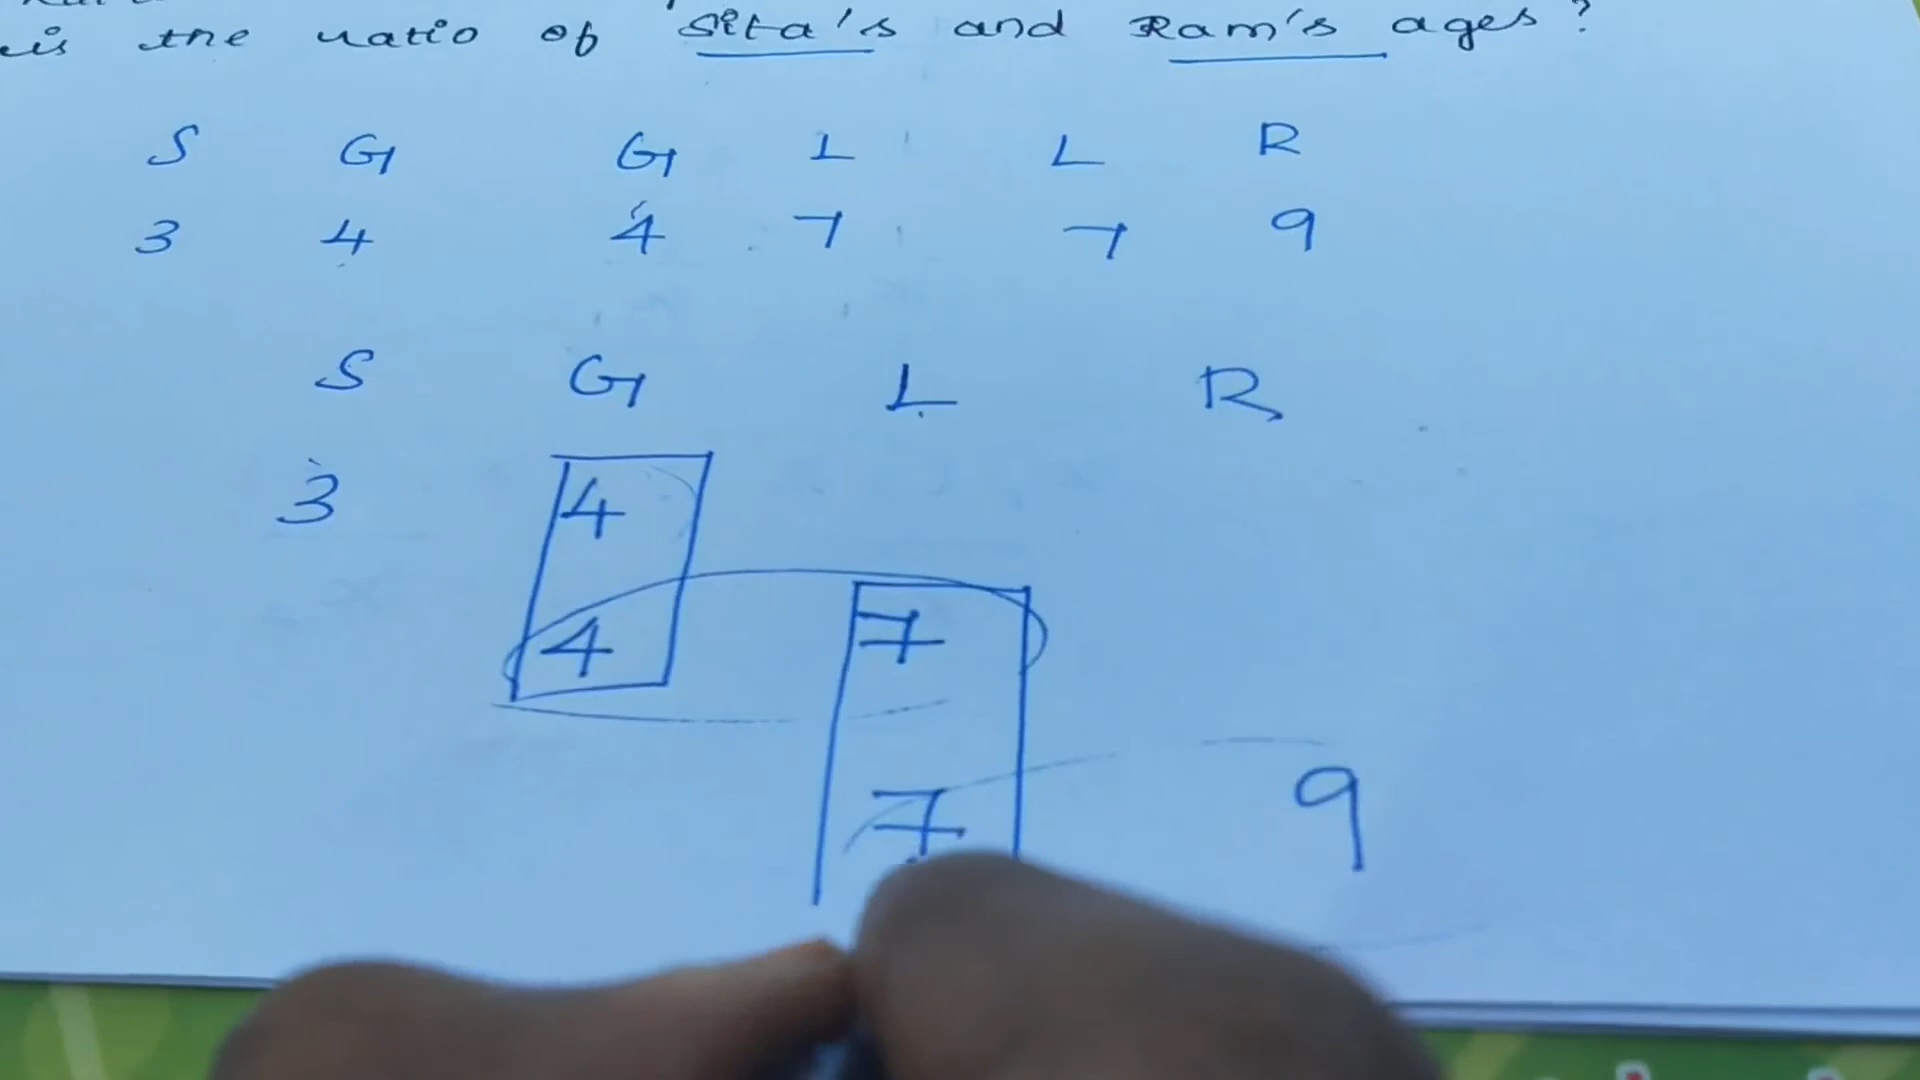 is the ratio of Sita's and Ram's ages?
S G G L L R
3 4 4 7 7 9
S G L R
3 4
4 7
7 9